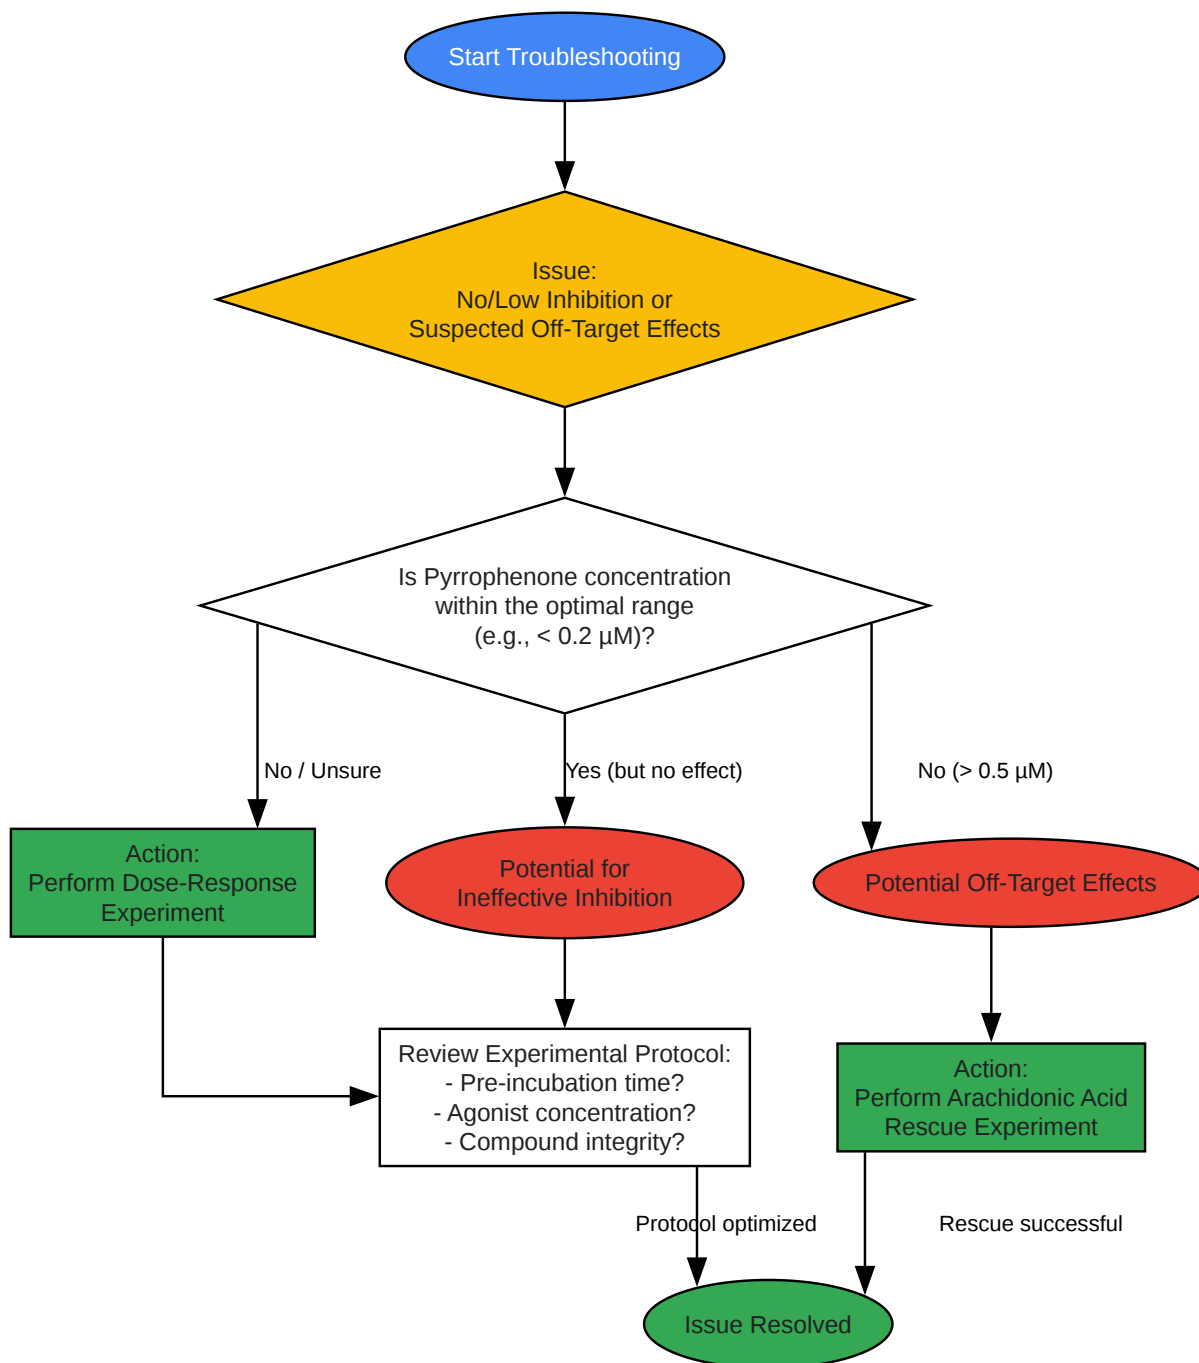 Start Troubleshooting
Issue:
No/Low Inhibition or
Suspected Off-Target Effects
Is Pyrrophenone concentration
within the optimal range
(e.g., < 0.2 µM)?
No / Unsure
Yes (but no effect)
No (> 0.5 µM)
Action:
Perform Dose-Response
Experiment
Potential for
Ineffective Inhibition
Potential Off-Target Effects
Review Experimental Protocol:
- Pre-incubation time?
- Agonist concentration?
- Compound integrity?
Action:
Perform Arachidonic Acid
Rescue Experiment
Protocol optimized
Rescue successful
Issue Resolved